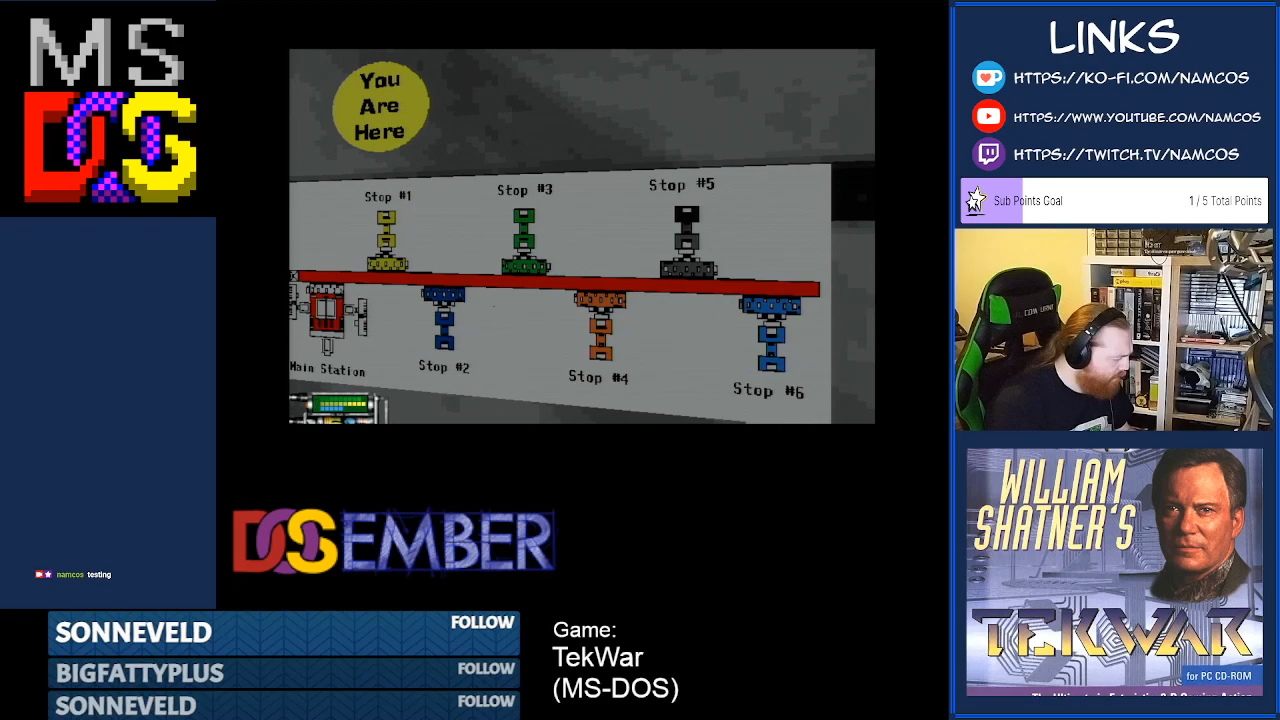 MS
DOS
You
Are
Here
Stop #1
Stop #3
Stop #5
Main Station
Stop #2
Stop #4
Stop #6
DOSEMBER
namcos testing
SONNEVELD FOLLOW
BIGFATTYPLUS FOLLOW
SONNEVELD FOLLOW
Game:
TekWar
(MS-DOS)
LINKS
HTTPS://KO-FI.COM/NAMCOS
HTTPS://WWW.YOUTUBE.COM/NAMCOS
HTTPS://TWITCH.TV/NAMCOS
Sub Points Goal 1 / 5 Total Points
WILLIAM
SHATNER'S
TEKWAR
for PC CD-ROM